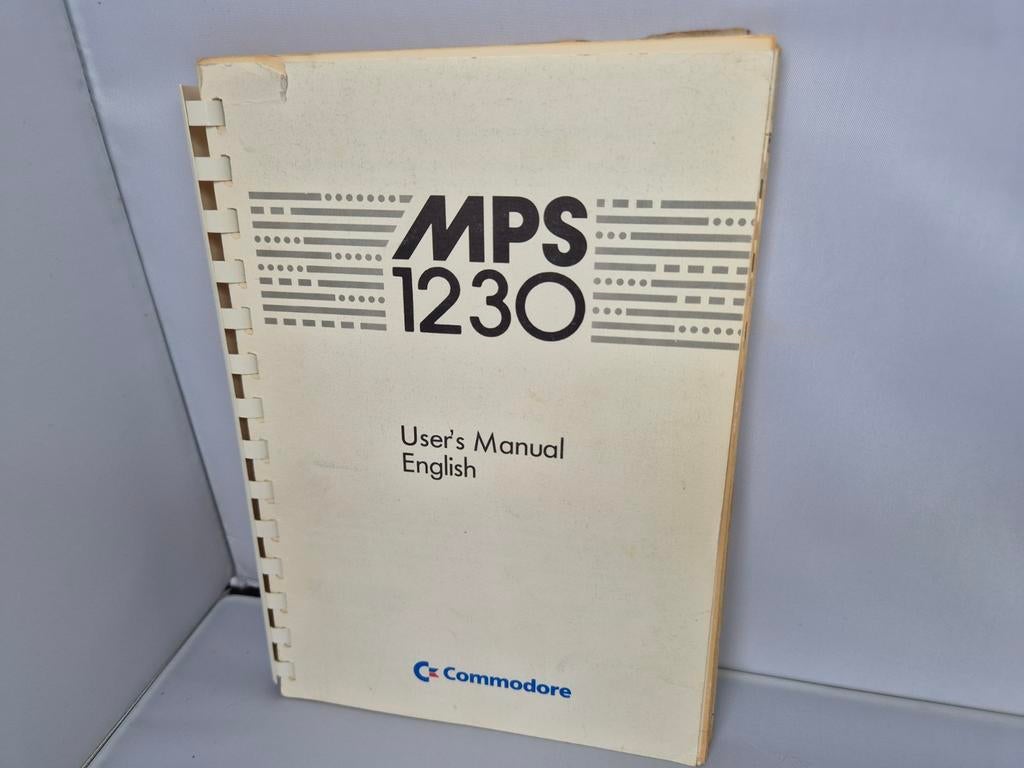 MPS
1230
User's Manual
English
Commodore